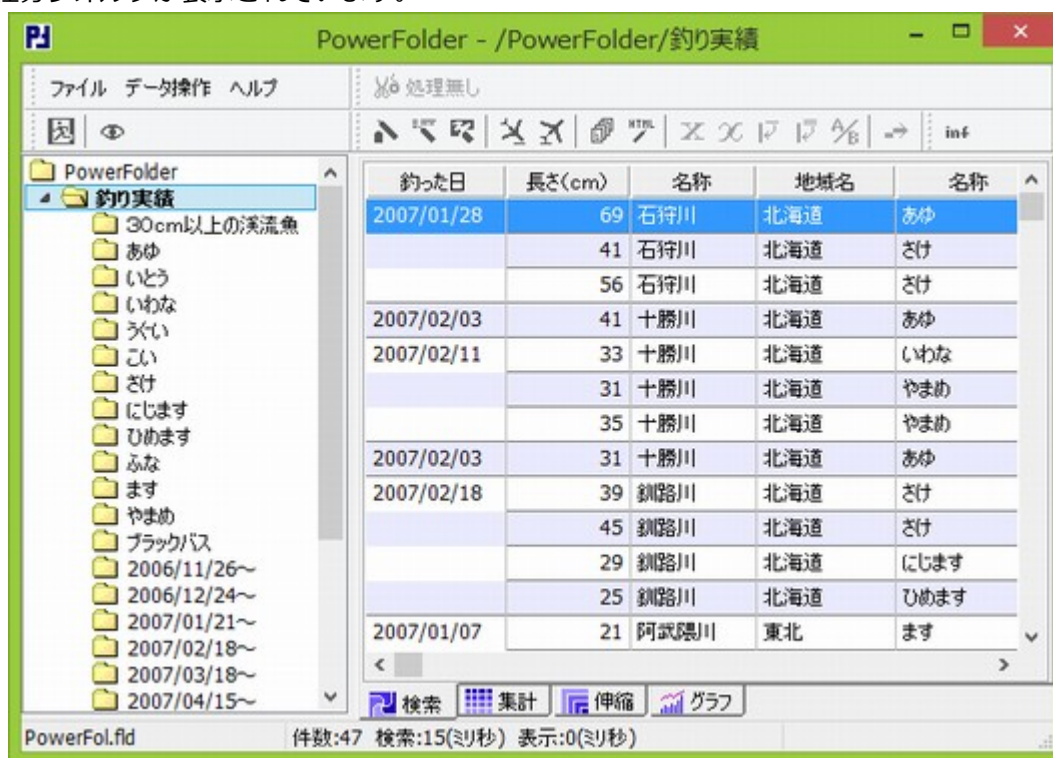 PowerFolder - /PowerFolder/釣り実績
ファイル データ操作 ヘルプ
処理無し
HTML
A/B
inf
PowerFolder
釣り実績
30cm以上の渓流魚
あゆ
いとう
いわな
うぐい
こい
さけ
にじます
ひめます
ふな
ます
やまめ
ブラックバス
2006/11/26～
2006/12/24～
2007/01/21～
2007/02/18～
2007/03/18～
2007/04/15～
釣った日 長さ(cm) 名称 地域名 名称
2007/01/28 69 石狩川 北海道 あゆ
41 石狩川 北海道 さけ
56 石狩川 北海道 さけ
2007/02/03 41 十勝川 北海道 あゆ
2007/02/11 33 十勝川 北海道 いわな
31 十勝川 北海道 やまめ
35 十勝川 北海道 やまめ
2007/02/03 31 十勝川 北海道 あゆ
2007/02/18 39 釧路川 北海道 さけ
45 釧路川 北海道 さけ
29 釧路川 北海道 にじます
25 釧路川 北海道 ひめます
2007/01/07 21 阿武隈川 東北 ます
検索 集計 伸縮 グラフ
PowerFol.fld 件数:47 検索:15(ミリ秒) 表示:0(ミリ秒)